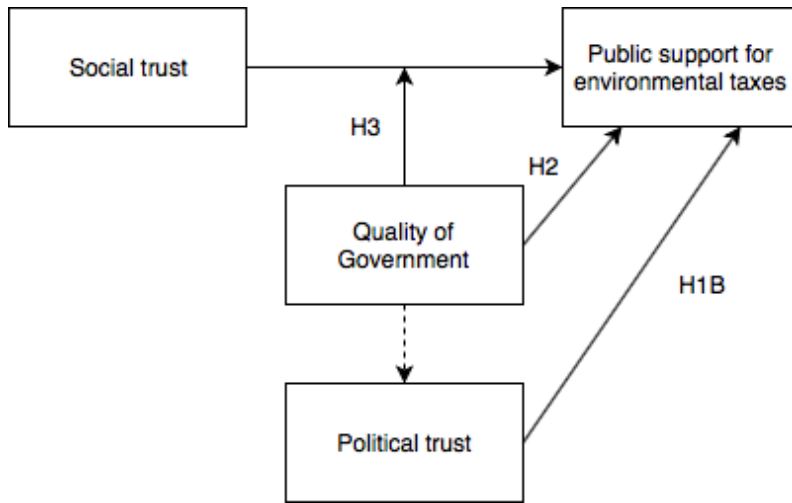 Social trust
Public support for
environmental taxes
H3
H2
Quality of
Government
H1B
Political trust